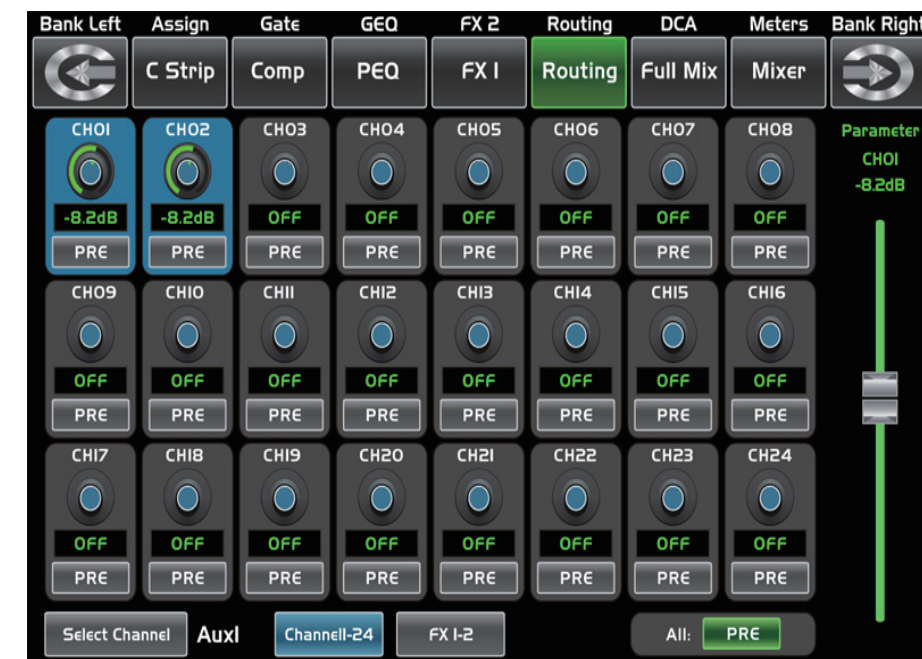 Bank Left Assign Gate GEQ FX 2 Routing DCA Meters Bank Right
C Strip Comp PEQ FX 1 Routing Full Mix Mixer
CH01 CH02 CH03 CH04 CH05 CH06 CH07 CH08 Parameter
CH01
-8.2dB
-8.2dB -8.2dB OFF OFF OFF OFF OFF OFF
PRE PRE PRE PRE PRE PRE PRE PRE
CH09 CH10 CH11 CH12 CH13 CH14 CH15 CH16
OFF OFF OFF OFF OFF OFF OFF OFF
PRE PRE PRE PRE PRE PRE PRE PRE
CH17 CH18 CH19 CH20 CH21 CH22 CH23 CH24
OFF OFF OFF OFF OFF OFF OFF OFF
PRE PRE PRE PRE PRE PRE PRE PRE
Select Channel Aux1 Channel1-24 FX 1-2 All: PRE